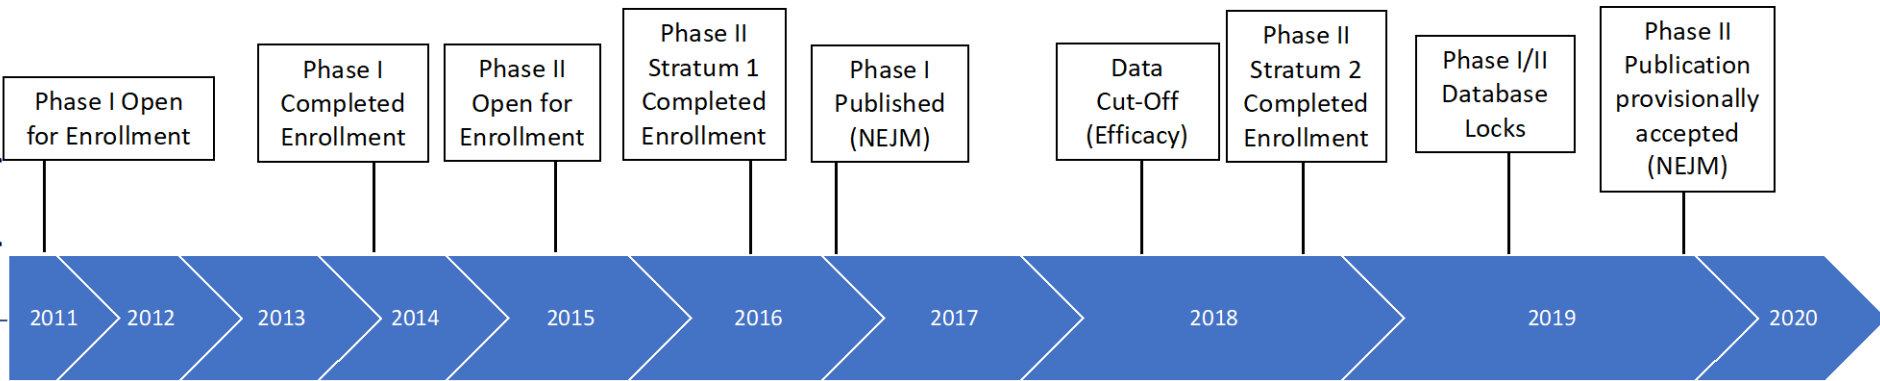 Phase I Open
for Enrollment
Phase I
Completed
Enrollment
Phase II
Open for
Enrollment
Phase II
Stratum 1
Completed
Enrollment
Phase I
Published
(NEJM)
Data
Cut-Off
(Efficacy)
Phase II
Stratum 2
Completed
Enrollment
Phase I/II
Database
Locks
Phase II
Publication
provisionally
accepted
(NEJM)
2011
2012
2013
2014
2015
2016
2017
2018
2019
2020